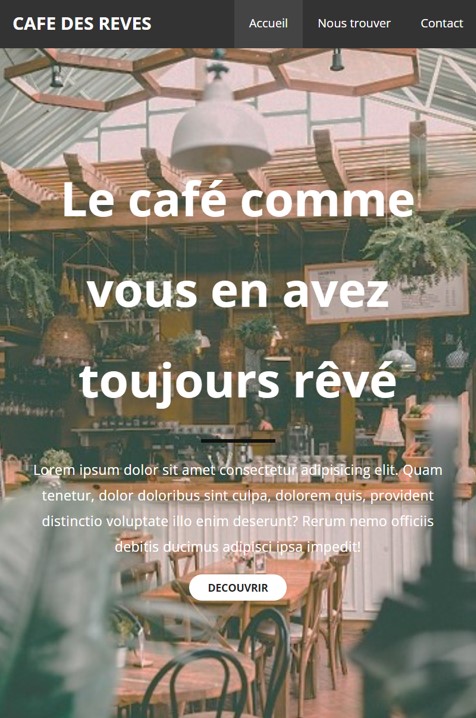 CAFE DES REVES
Accueil
Nous trouver
Contact
Le café comme
vous en avez
toujours rêvé
Lorem ipsum dolor sit amet consectetur adipisicing elit. Quam
tenetur, dolor doloribus sint culpa, dolorem quis, provident
distinctio voluptate illo enim deserunt? Rerum nemo officiis
debitis ducimus adipisci ipsa impedit!
DECOUVRIR